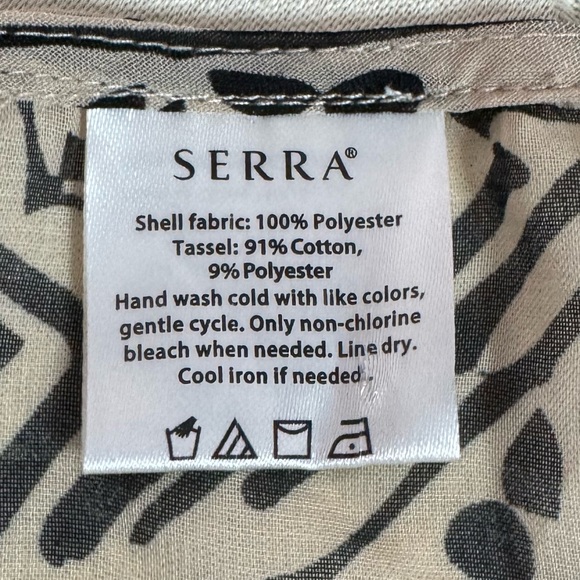 SERRA®
Shell fabric: 100% Polyester
Tassel: 91% Cotton,
9% Polyester
Hand wash cold with like colors,
gentle cycle. Only non-chlorine
bleach when needed. Line dry.
Cool iron if needed.